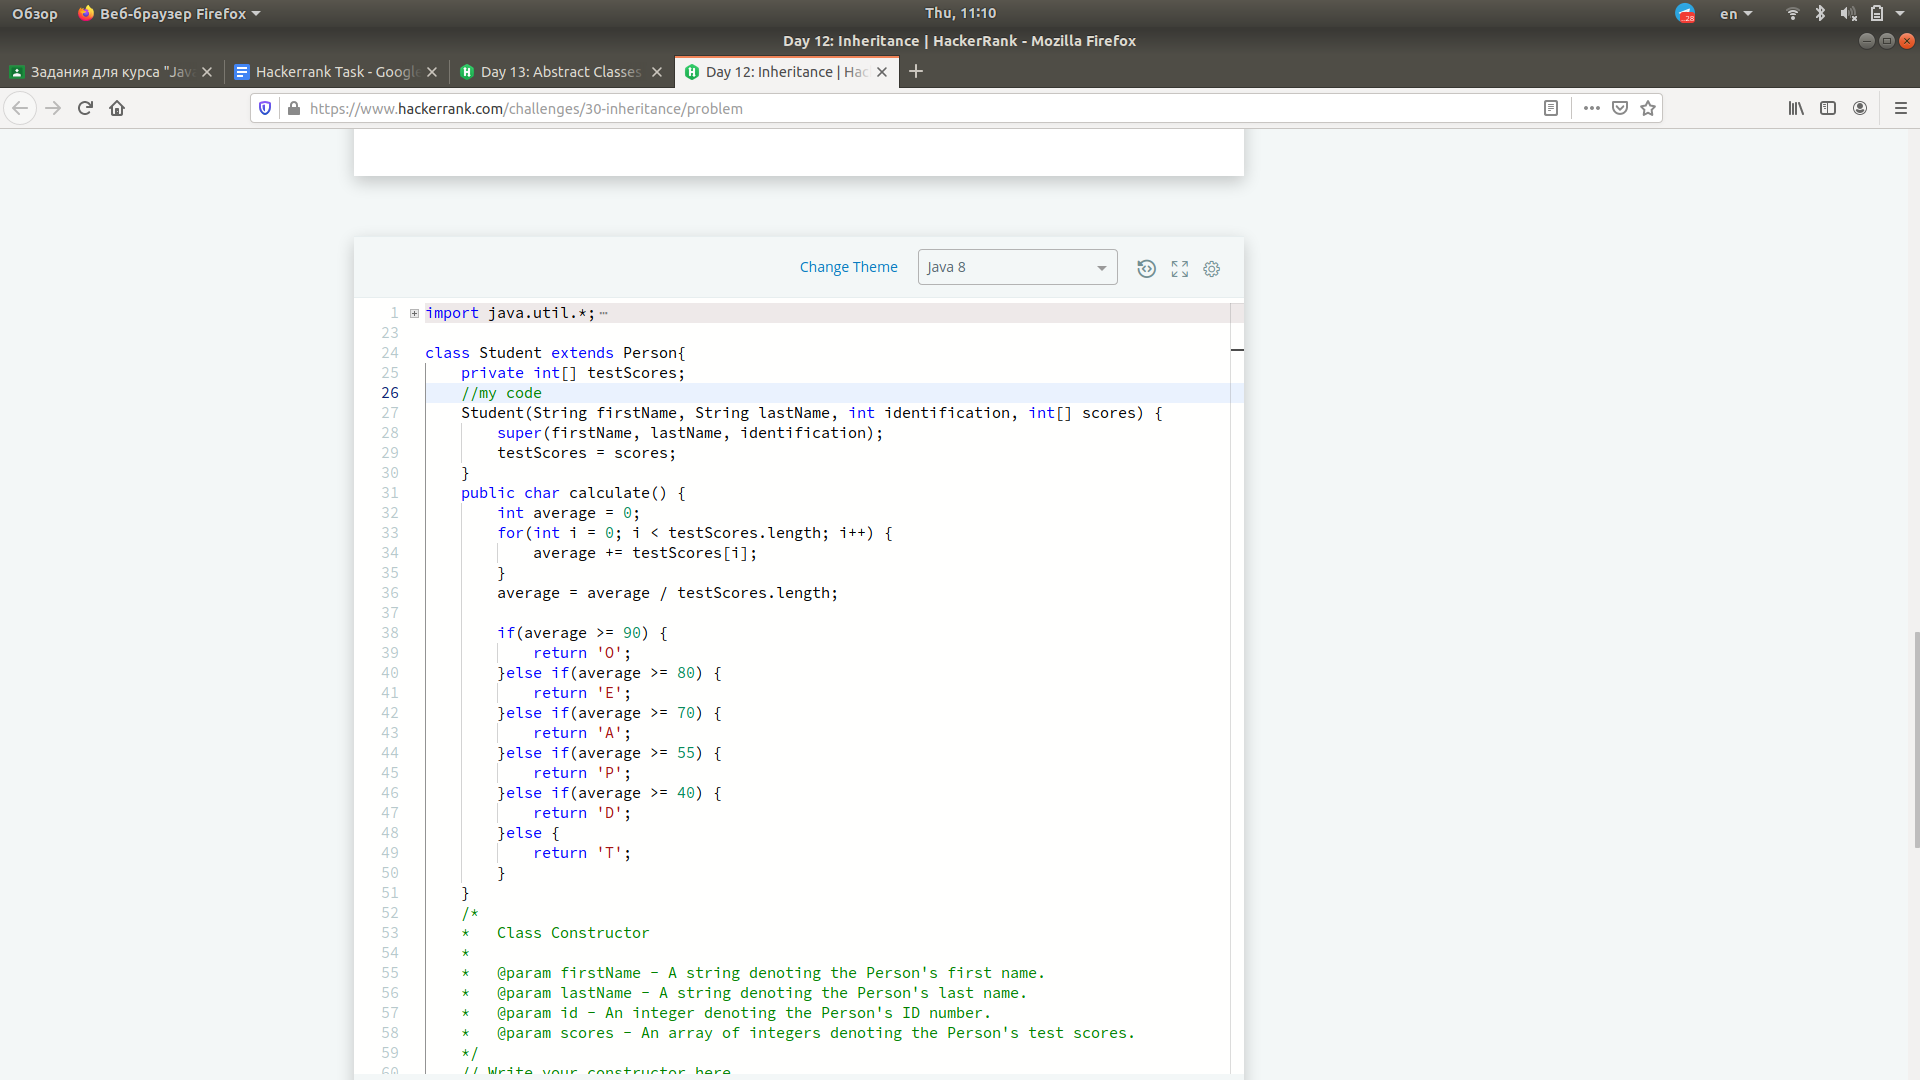 Обзор
Веб-браузер Firefox
Thu, 11:10
28
en
Day 12: Inheritance | HackerRank - Mozilla Firefox
Задания для курса "Jav
Hackerrank Task - Google
Day 13: Abstract Classes
Day 12: Inheritance | Hac
https://www.hackerrank.com/challenges/30-inheritance/problem
Change Theme
Java 8
1 import java.util.*;
23
24 class Student extends Person{
25 private int[] testScores;
26 //my code
27 Student(String firstName, String lastName, int identification, int[] scores) {
28 super(firstName, lastName, identification);
29 testScores = scores;
30 }
31 public char calculate() {
32 int average = 0;
33 for(int i = 0; i < testScores.length; i++) {
34 average += testScores[i];
35 }
36 average = average / testScores.length;
37
38 if(average >= 90) {
39 return 'O';
40 }else if(average >= 80) {
41 return 'E';
42 }else if(average >= 70) {
43 return 'A';
44 }else if(average >= 55) {
45 return 'P';
46 }else if(average >= 40) {
47 return 'D';
48 }else {
49 return 'T';
50 }
51 }
52 /*
53 * Class Constructor
54 *
55 * @param firstName - A string denoting the Person's first name.
56 * @param lastName - A string denoting the Person's last name.
57 * @param id - An integer denoting the Person's ID number.
58 * @param scores - An array of integers denoting the Person's test scores.
59 */
60 // Write your constructor here